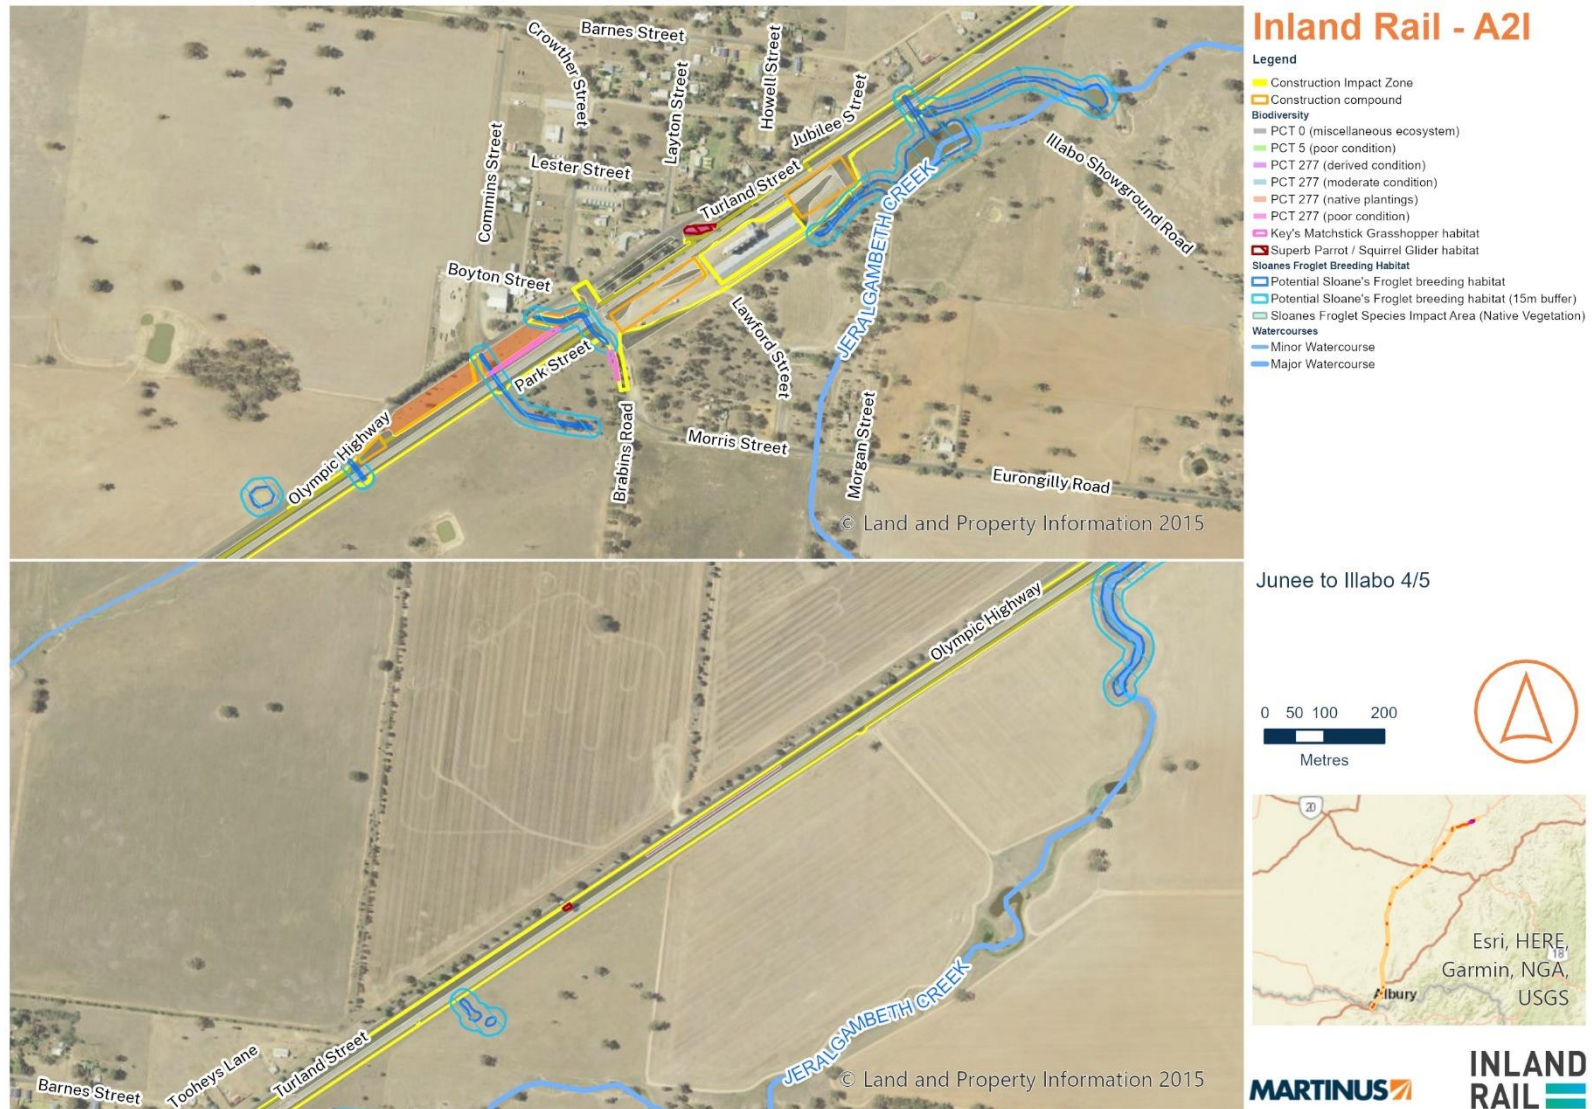 Barnes Street
Crowther Street
Howell Street
Layton Street
Jubilee Street
Commins Street
Lester Street
Turland Street
Illabo Showground Road
JERALGAMBETH CREEK
Boyton Street
Lawford Street
Park Street
Olympic Highway
Brabins Road
Morris Street
Morgan Street
Eurongilly Road
© Land and Property Information 2015
Olympic Highway
JERALGAMBETH CREEK
Barnes Street
Tooheys Lane
Turland Street
© Land and Property Information 2015
Inland Rail - A2I
Legend
Construction Impact Zone
Construction compound
Biodiversity
PCT 0 (miscellaneous ecosystem)
PCT 5 (poor condition)
PCT 277 (derived condition)
PCT 277 (moderate condition)
PCT 277 (native plantings)
PCT 277 (poor condition)
Key's Matchstick Grasshopper habitat
Superb Parrot / Squirrel Glider habitat
Sloanes Froglet Breeding Habitat
Potential Sloane's Froglet breeding habitat
Potential Sloane's Froglet breeding habitat (15m buffer)
Sloanes Froglet Species Impact Area (Native Vegetation)
Watercourses
Minor Watercourse
Major Watercourse
Junee to Illabo 4/5
0 50 100 200
Metres
20
Esri, HERE,
18
Garmin, NGA,
USGS
Albury
MARTINUS
INLAND
RAIL